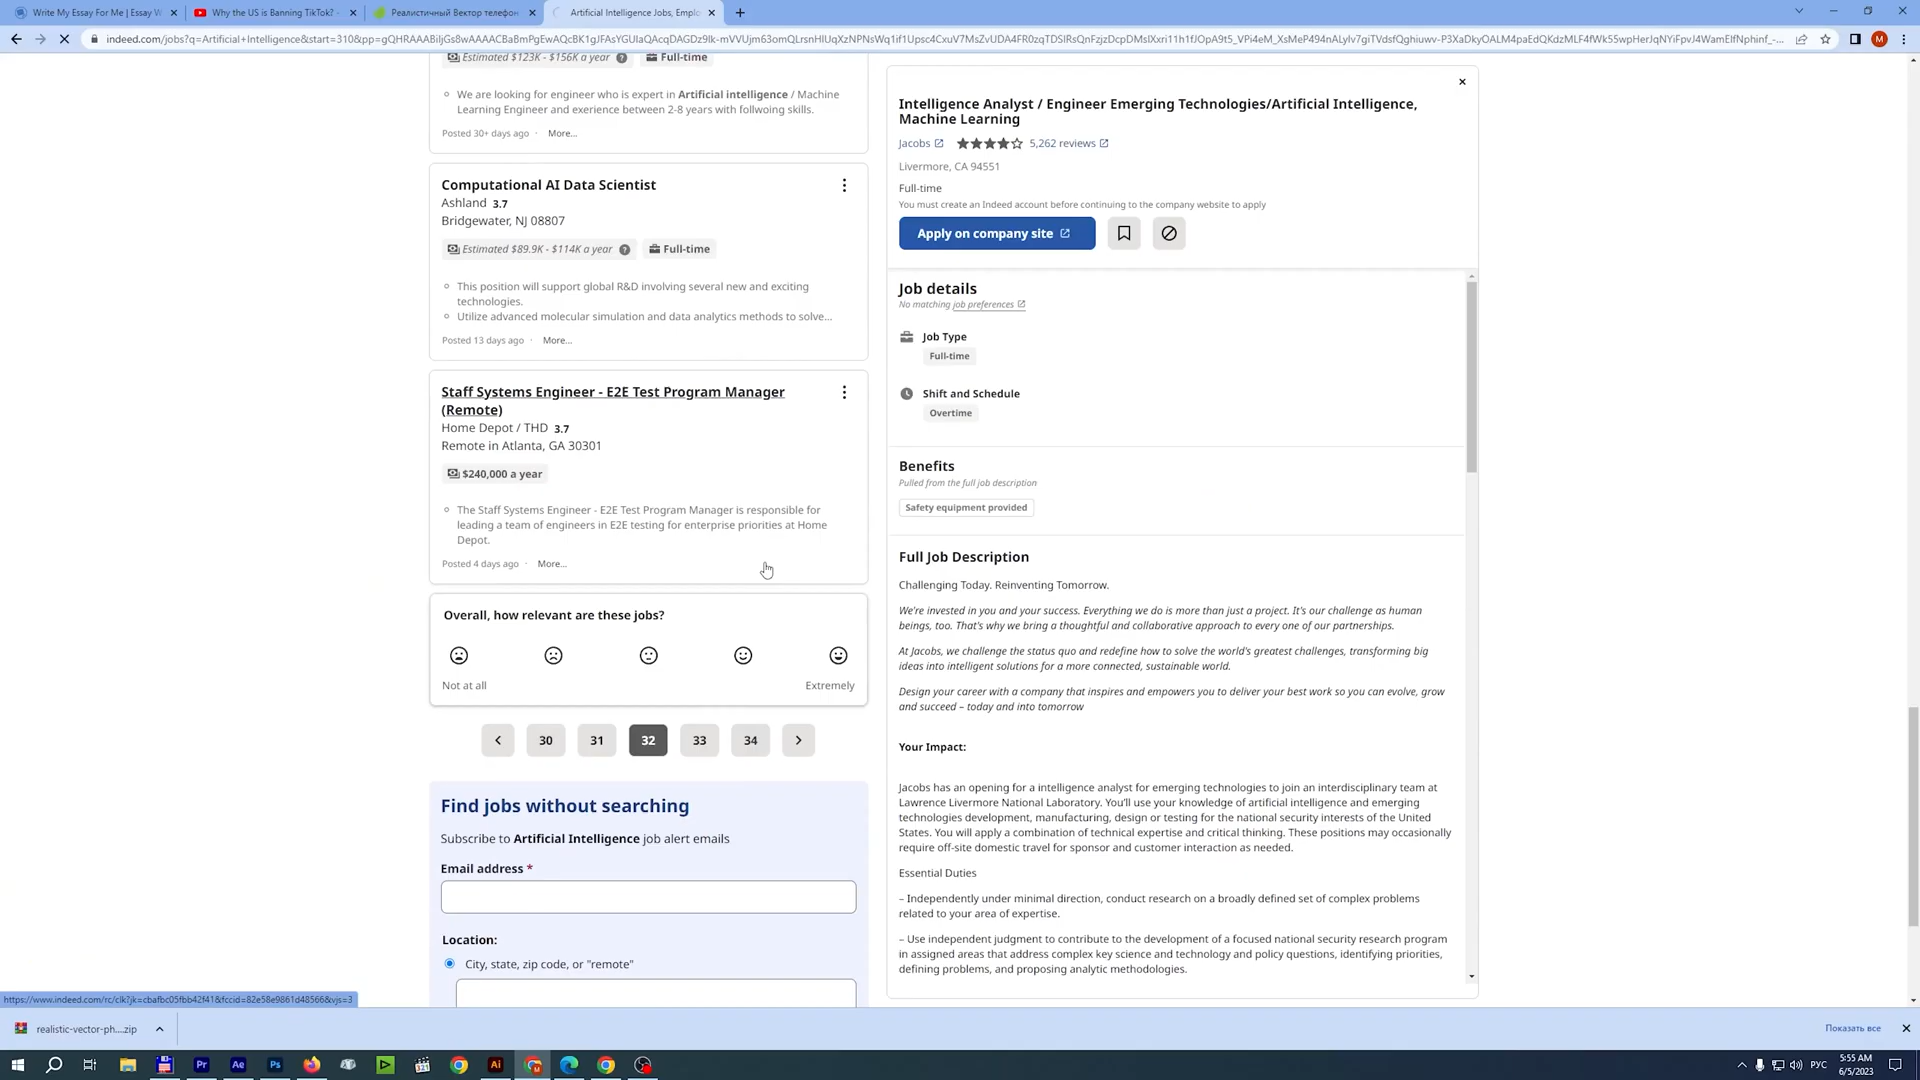 Write My Essay For Me | Essay W
Why the US is Banning TikTok? -
Реалистичный Вектор телефон
Artificial Intelligence Jobs, Emplo
Estimated $123K - $156K a year
Full-time
We are looking for engineer who is expert in Artificial intelligence / Machine
Learning Engineer and exerience between 2-8 years with follwoing skills.
Posted 30+ days ago · More...
Computational AI Data Scientist
Ashland 3.7
Bridgewater, NJ 08807
Estimated $89.9K - $114K a year
Full-time
This position will support global R&D involving several new and exciting
technologies.
Utilize advanced molecular simulation and data analytics methods to solve...
Posted 13 days ago · More...
Staff Systems Engineer - E2E Test Program Manager
(Remote)
Home Depot / THD 3.7
Remote in Atlanta, GA 30301
$240,000 a year
The Staff Systems Engineer - E2E Test Program Manager is responsible for
leading a team of engineers in E2E testing for enterprise priorities at Home
Depot.
Posted 4 days ago · More...
Overall, how relevant are these jobs?
Not at all
Extremely
30 31 32 33 34
Find jobs without searching
Subscribe to Artificial Intelligence job alert emails
Email address *
Location:
City, state, zip code, or "remote"
Intelligence Analyst / Engineer Emerging Technologies/Artificial Intelligence,
Machine Learning
Jacobs
5,262 reviews
Livermore, CA 94551
Full-time
You must create an Indeed account before continuing to the company website to apply
Apply on company site
Job details
No matching job preferences
Job Type
Full-time
Shift and Schedule
Overtime
Benefits
Pulled from the full job description
Safety equipment provided
Full Job Description
Challenging Today. Reinventing Tomorrow.
We're invested in you and your success. Everything we do is more than just a project. It's our challenge as human
beings, too. That's why we bring a thoughtful and collaborative approach to every one of our partnerships.
At Jacobs, we challenge the status quo and redefine how to solve the world's greatest challenges, transforming big
ideas into intelligent solutions for a more connected, sustainable world.
Design your career with a company that inspires and empowers you to deliver your best work so you can evolve, grow
and succeed – today and into tomorrow
Your Impact:
Jacobs has an opening for a intelligence analyst for emerging technologies to join an interdisciplinary team at
Lawrence Livermore National Laboratory. You'll use your knowledge of artificial intelligence and emerging
technologies development, manufacturing, design or testing for the national security interests of the United
States. You will apply a combination of technical expertise and critical thinking. These positions may occasionally
require off-site domestic travel for sponsor and customer interaction as needed.
Essential Duties
– Independently under minimal direction, conduct research on a broadly defined set of complex problems
related to your area of expertise.
– Use independent judgment to contribute to the development of a focused national security research program
in assigned areas that address complex key science and technology and policy questions, identifying priorities,
defining problems, and proposing analytic methodologies.
https://www.indeed.com/rc/clk?jk=cbafbc05fbb42f41&fccid=82e58e9861d48566&vjs=3
realistic-vector-ph....zip
Показать все
Pr Ae Ps Ai
РУС
5:55 AM
6/5/2023